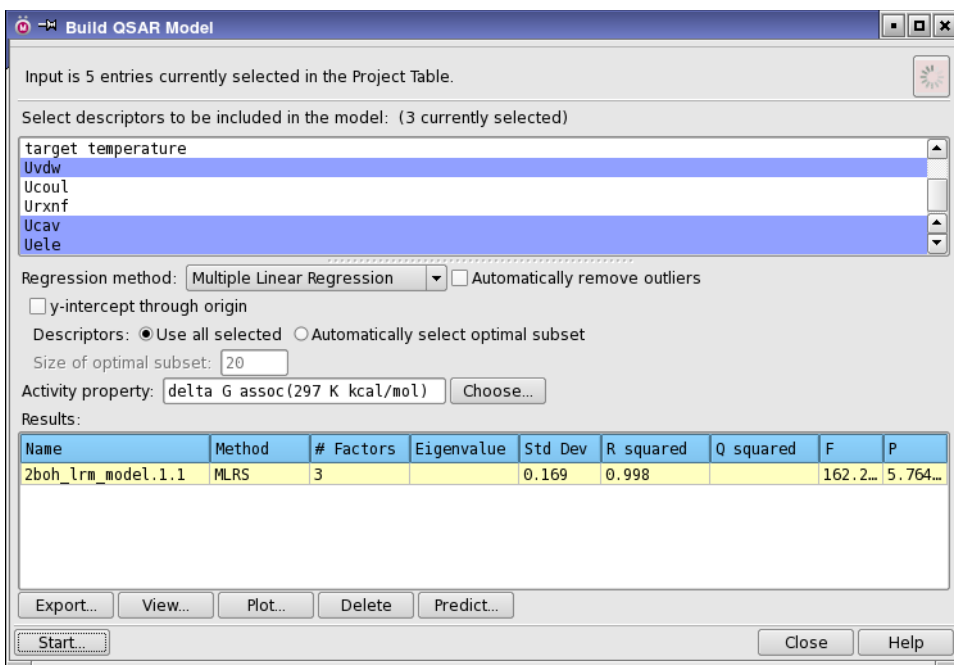 Build QSAR Model
Input is 5 entries currently selected in the Project Table.
Select descriptors to be included in the model: (3 currently selected)
target temperature
Uvdw
Ucoul
Urxnf
Ucav
Uele
Regression method: Multiple Linear Regression Automatically remove outliers
y-intercept through origin
Descriptors: Use all selected Automatically select optimal subset
Size of optimal subset: 20
Activity property: delta G assoc(297 K kcal/mol) Choose...
Results:
Name Method # Factors Eigenvalue Std Dev R squared Q squared F P
2boh_lrm_model.1.1 MLRS 3 0.169 0.998 162.2... 5.764...
Export... View... Plot... Delete Predict...
Start... Close Help